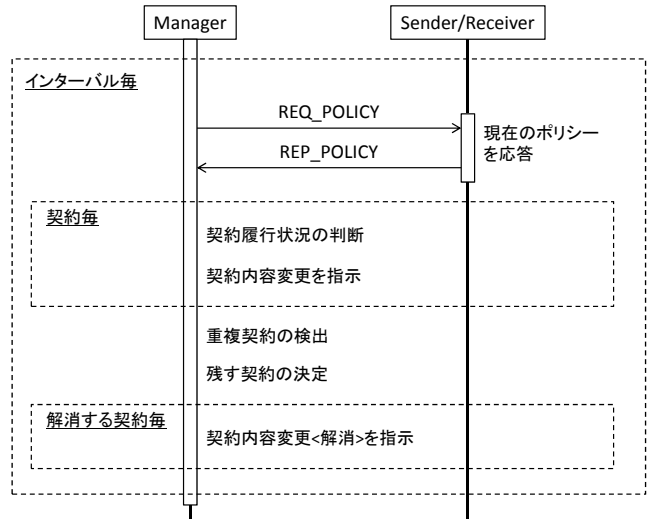 Manager
Sender/Receiver
インターバル毎
REQ_POLICY
現在のポリシー
を応答
REP_POLICY
契約毎
契約履行状況の判断
契約内容変更を指示
重複契約の検出
残す契約の決定
解消する契約毎
契約内容変更<解消>を指示